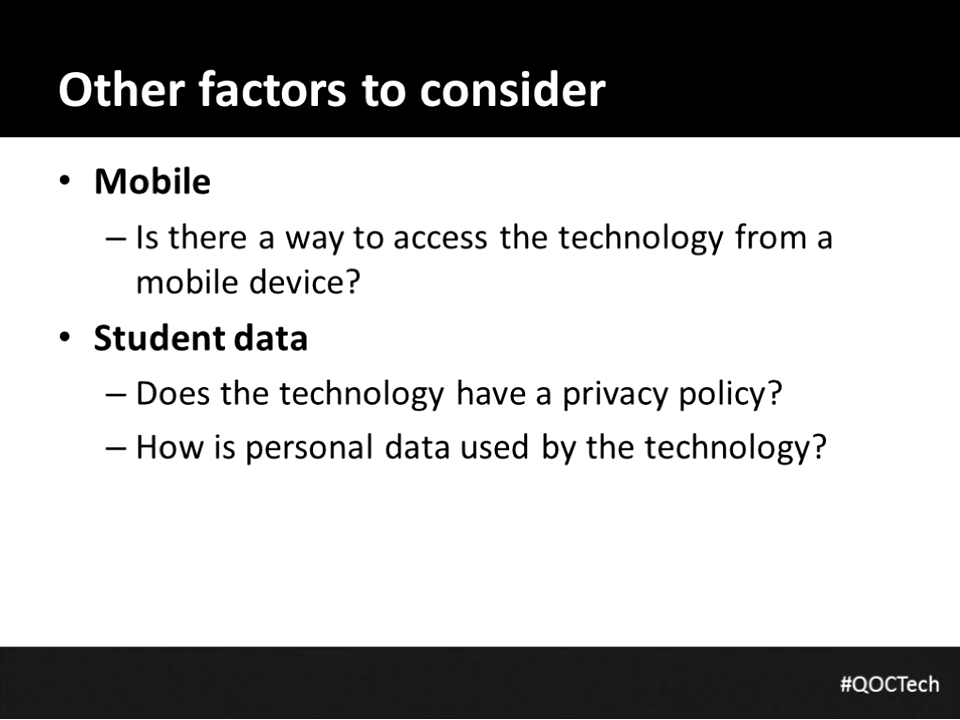 Other factors to consider
• Mobile
– Is there a way to access the technology from a
mobile device?
• Student data
– Does the technology have a privacy policy?
– How is personal data used by the technology?
#QOCTech